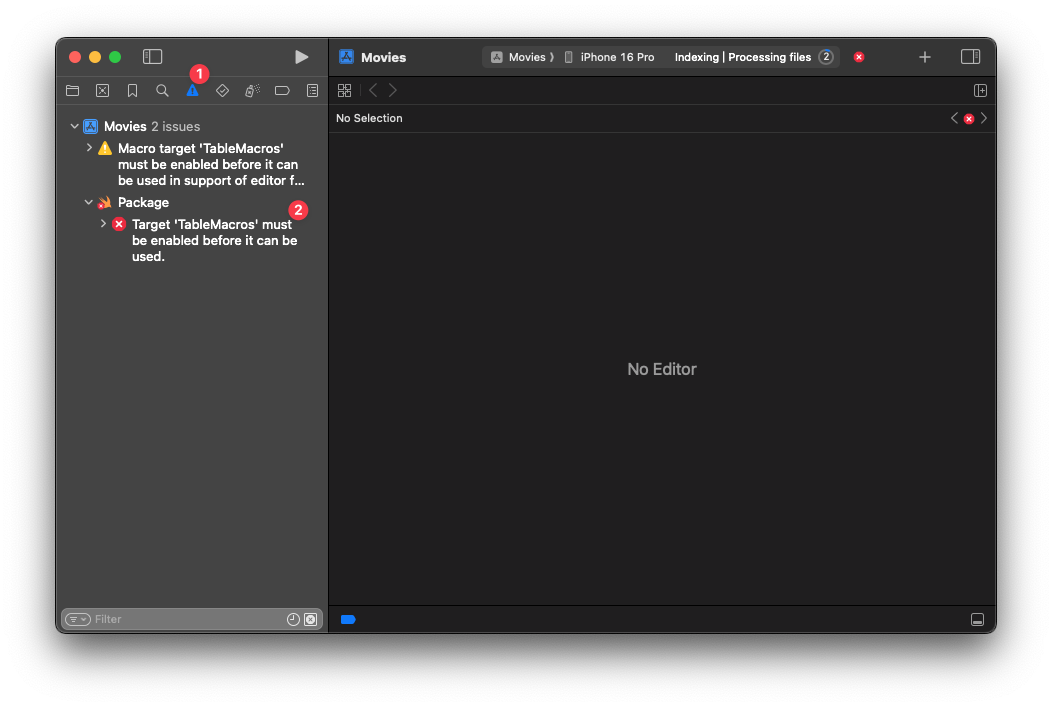 Movies
Movies
iPhone 16 Pro
Indexing | Processing files
2
1
No Selection
Movies 2 issues
Macro target 'TableMacros'
must be enabled before it can
be used in support of editor f...
Package
2
Target 'TableMacros' must
be enabled before it can be
used.
No Editor
Filter